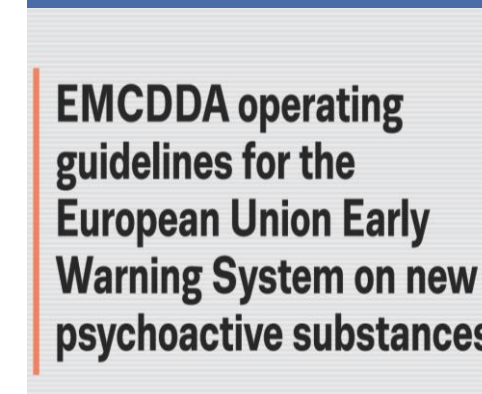 EMCDDA operating
guidelines for the
European Union Early
Warning System on new
psychoactive substances